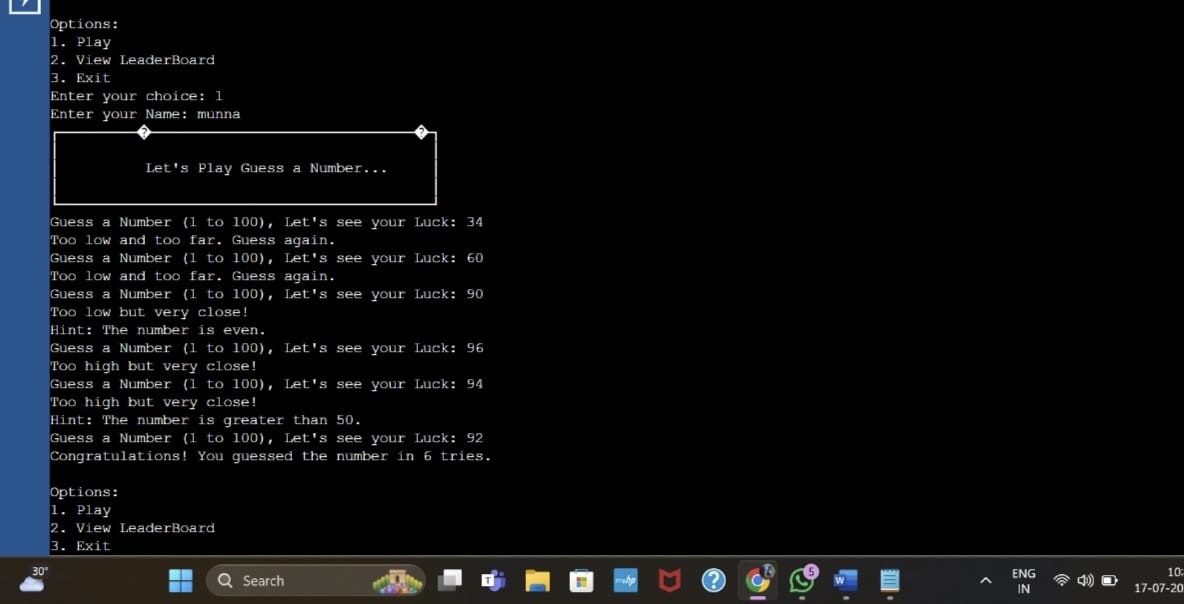 Options:
1. Play
2. View LeaderBoard
3. Exit
Enter your choice: 1
Enter your Name: munna
Let's Play Guess a Number...
Guess a Number (1 to 100), Let's see your Luck: 34
Too low and too far. Guess again.
Guess a Number (1 to 100), Let's see your Luck: 60
Too low and too far. Guess again.
Guess a Number (1 to 100), Let's see your Luck: 90
Too low but very close!
Hint: The number is even.
Guess a Number (1 to 100), Let's see your Luck: 96
Too high but very close!
Guess a Number (1 to 100), Let's see your Luck: 94
Too high but very close!
Hint: The number is greater than 50.
Guess a Number (1 to 100), Let's see your Luck: 92
Congratulations! You guessed the number in 6 tries.
Options:
1. Play
2. View LeaderBoard
3. Exit
30°
Search
T
myhp
?
5
W
ENG
IN
10:
17-07-20